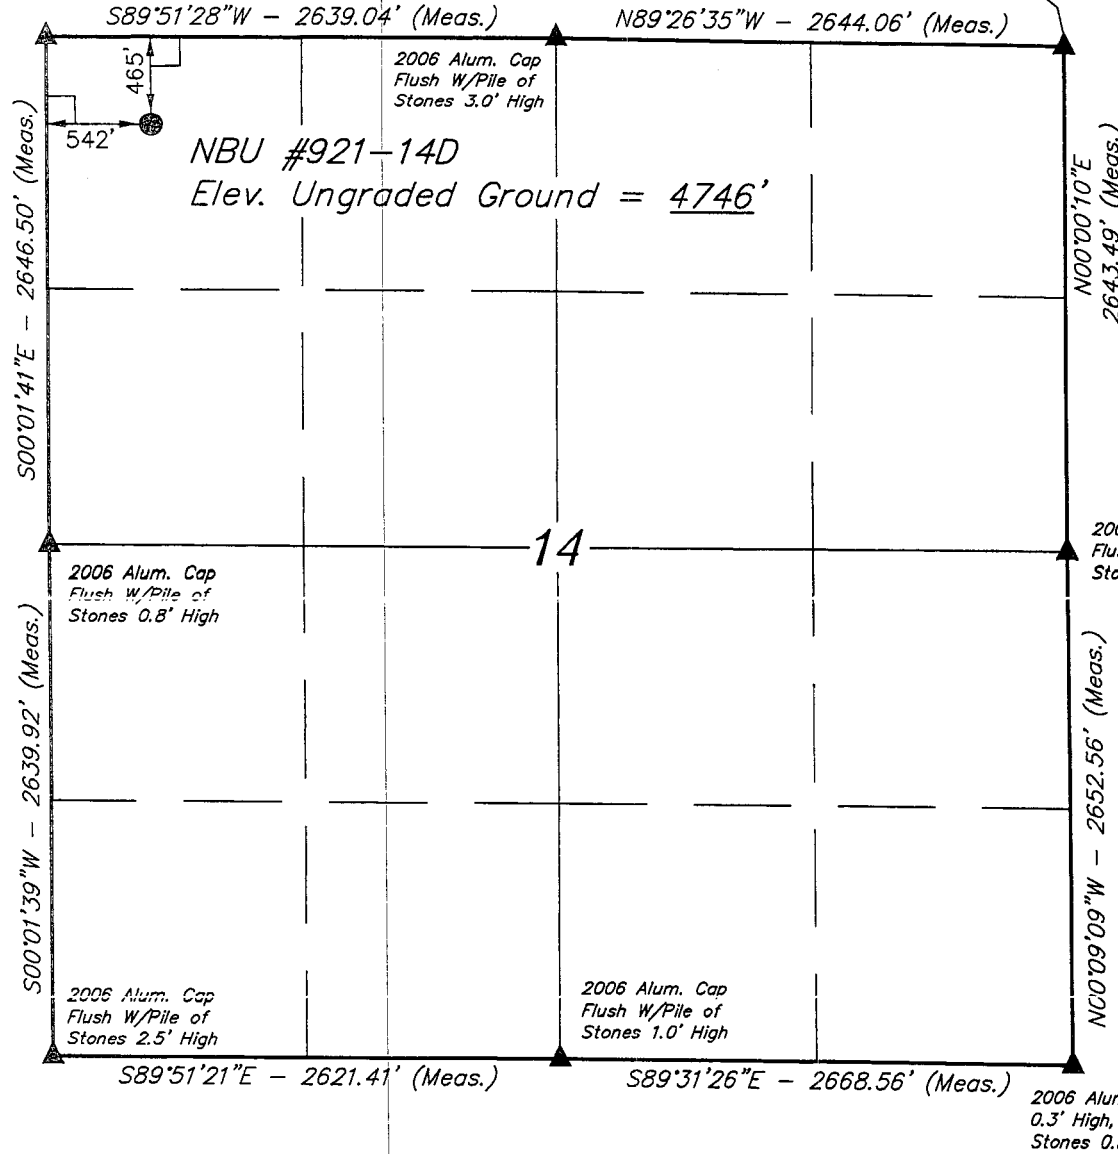 S89°51'28"W - 2639.04' (Meas.)
N89°26'35"W - 2644.06' (Meas.)
2006 Alum. Cap
Flush W/Pile of
Stones 3.0' High
465'
542'
NBU #921-14D
Elev. Ungraded Ground = 4746'
S00°01'41"E - 2646.50' (Meas.)
N00°00'10"E
2643.49' (Meas.)
14
2006 Alum. Cap
Flush W/Pile of
Stones 0.8' High
S00°01'39"W - 2639.92' (Meas.)
N00°09'09"W - 2652.56' (Meas.)
2006 Alum. Cap
Flush W/Pile of
Stones 2.5' High
2006 Alum. Cap
Flush W/Pile of
Stones 1.0' High
S89°51'21"E - 2621.41' (Meas.)
S89°31'26"E - 2668.56' (Meas.)
2006
0.3' High,
Stones